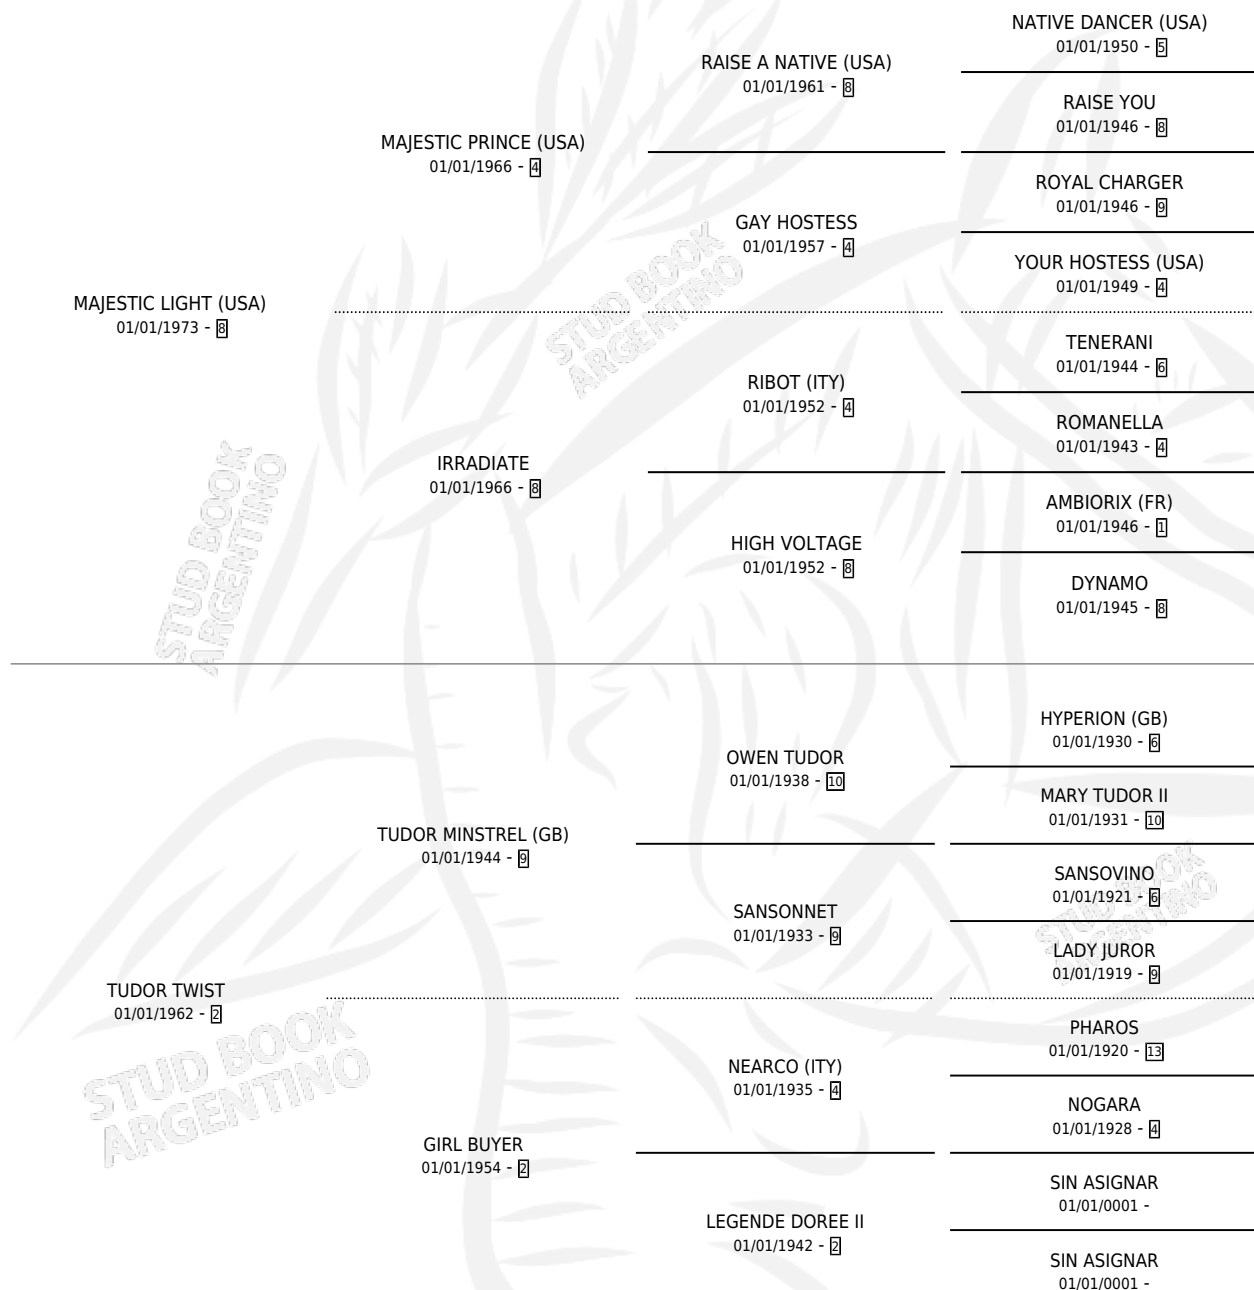 NATIVE DANCER (USA)
01/01/1950 - 5
RAISE A NATIVE (USA)
01/01/1961 - 8
RAISE YOU
01/01/1946 - 8
MAJESTIC PRINCE (USA)
01/01/1966 - 4
ROYAL CHARGER
01/01/1946 - 9
GAY HOSTESS
01/01/1957 - 4
YOUR HOSTESS (USA)
01/01/1949 - 4
MAJESTIC LIGHT (USA)
01/01/1973 - 8
TENERANI
01/01/1944 - 6
RIBOT (ITY)
01/01/1952 - 4
ROMANELLA
01/01/1943 - 4
IRRADIATE
01/01/1966 - 8
AMBIORIX (FR)
01/01/1946 - 1
HIGH VOLTAGE
01/01/1952 - 8
DYNAMO
01/01/1945 - 8
STUD BOOK
ARGENTINO
STUD BOOK
ARGENTINO
HYPERION (GB)
01/01/1930 - 6
OWEN TUDOR
01/01/1938 - 10
MARY TUDOR II
01/01/1931 - 10
TUDOR MINSTREL (GB)
01/01/1944 - 9
SANSOVINO
01/01/1921 - 6
SANSONNET
01/01/1933 - 9
LADY JUROR
01/01/1919 - 9
STUD BOOK
ARGENTINO
TUDOR TWIST
01/01/1962 - 2
PHAROS
01/01/1920 - 13
NEARCO (ITY)
01/01/1935 - 4
NOGARA
01/01/1928 - 4
STUD BOOK
ARGENTINO
GIRL BUYER
01/01/1954 - 2
SIN ASIGNAR
01/01/0001 -
LEGENDE DOREE II
01/01/1942 - 2
SIN ASIGNAR
01/01/0001 -